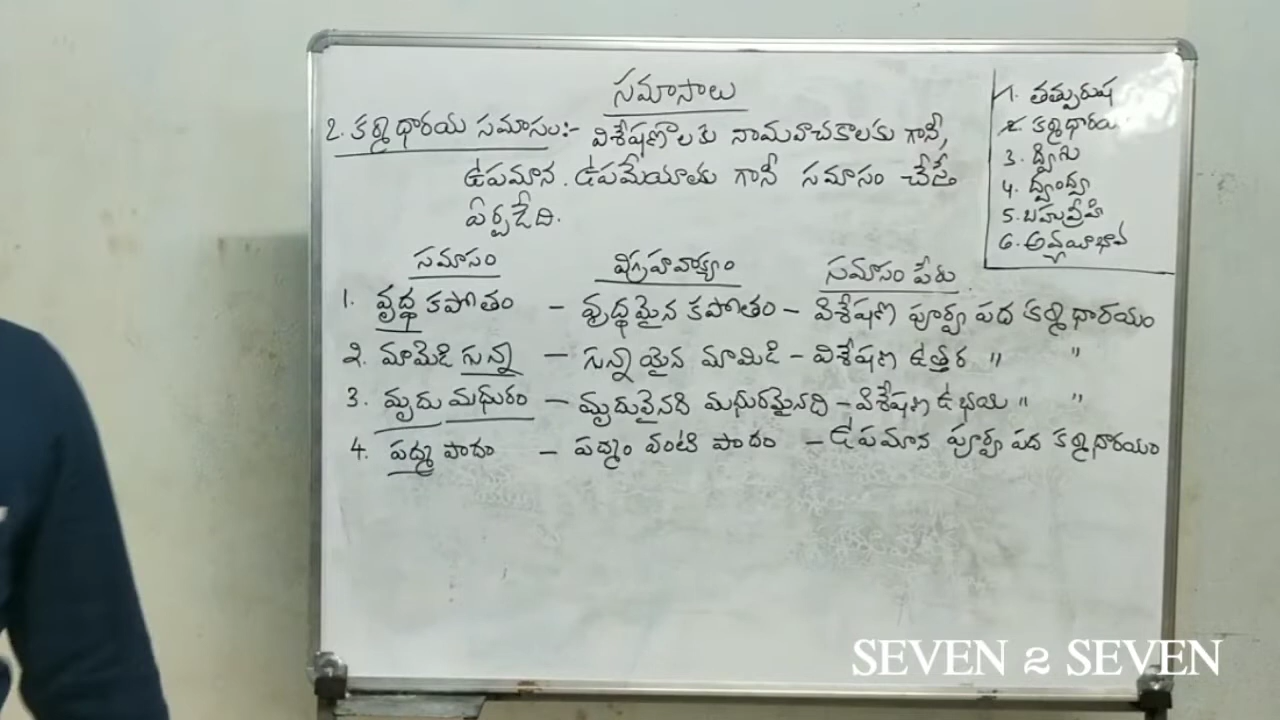 సమాసాలు
2. కర్మధారయ సమాసం:- విశేషణాలకు నామవాచకాలకు గానీ,
ఉపమాన. ఉపమేయాలకు గానీ సమాసం చేస్తే
ఏర్పడేది.
1. తత్పురుష
2. కర్మధారయ
3. ద్విగు
4. ద్వంద్వ
5. బహువ్రీహి
6. అవ్యయీభావ
సమాసం విగ్రహవాక్యం సమాసం పేరు
1. వృద్ధ కపోతం – వృద్ధమైన కపోతం – విశేషణ పూర్వ పద కర్మధారయం
2. మామిడి గున్నా – గున్నా యైన మామిడి – విశేషణ ఉత్తర " "
3. మృదు మధురం – మృదువైనది మధురమైనది – విశేషణ ఉభయ " "
4. పద్మ పాదం – పద్మం వంటి పాదం – ఉపమాన పూర్వ పద కర్మధారయం
SEVEN 2 SEVEN